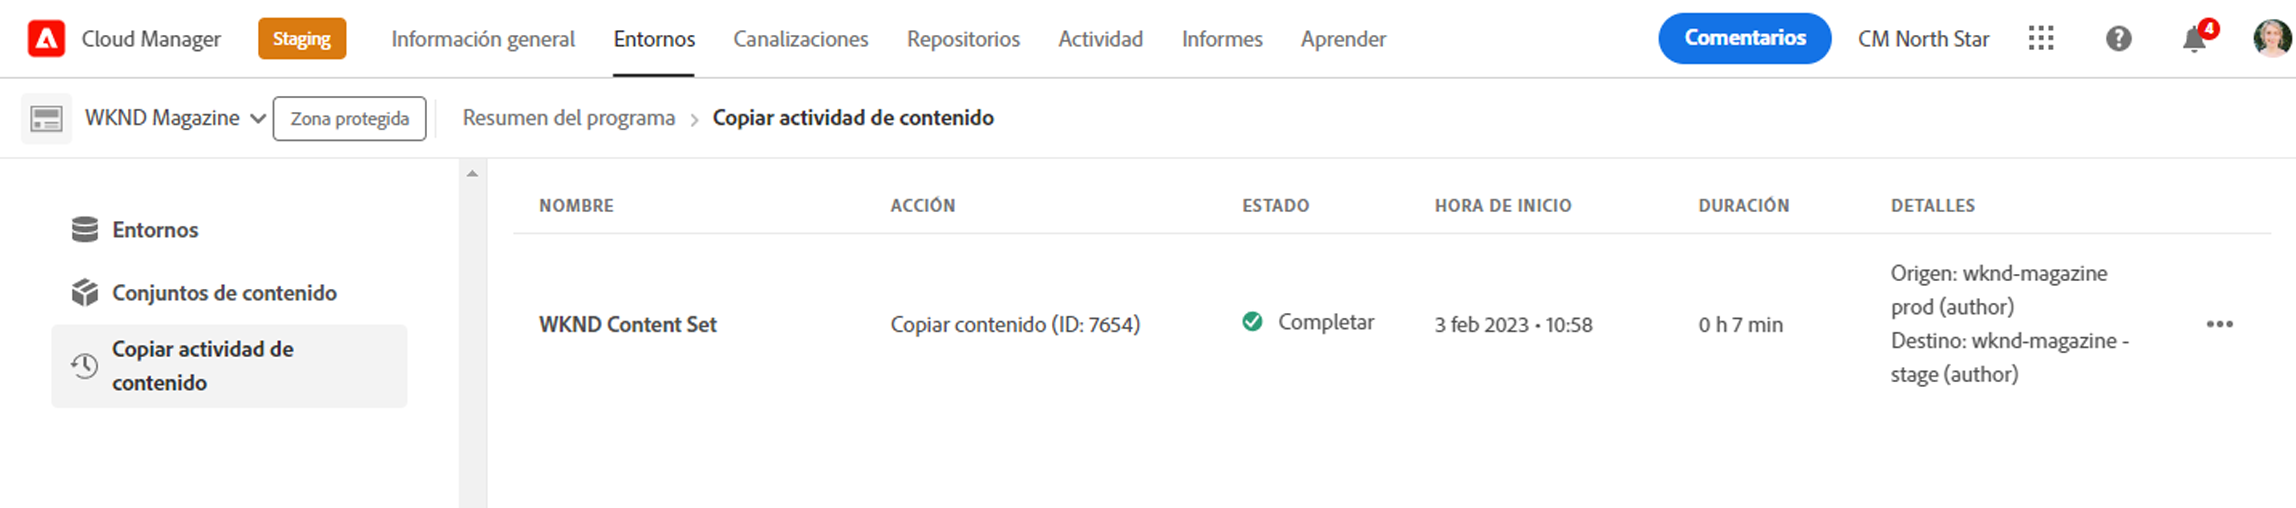 Cloud Manager Staging Información general Entornos Canalizaciones Repositorios Actividad Informes Aprender Comentarios CM North Star 4
WKND Magazine Zona protegida Resumen del programa > Copiar actividad de contenido
Entornos
Conjuntos de contenido
Copiar actividad de
contenido
NOMBRE ACCIÓN ESTADO HORA DE INICIO DURACIÓN DETALLES
WKND Content Set Copiar contenido (ID: 7654) Completar 3 feb 2023 • 10:58 0 h 7 min
Origen: wknd-magazine
prod (author)
Destino: wknd-magazine -
stage (author)